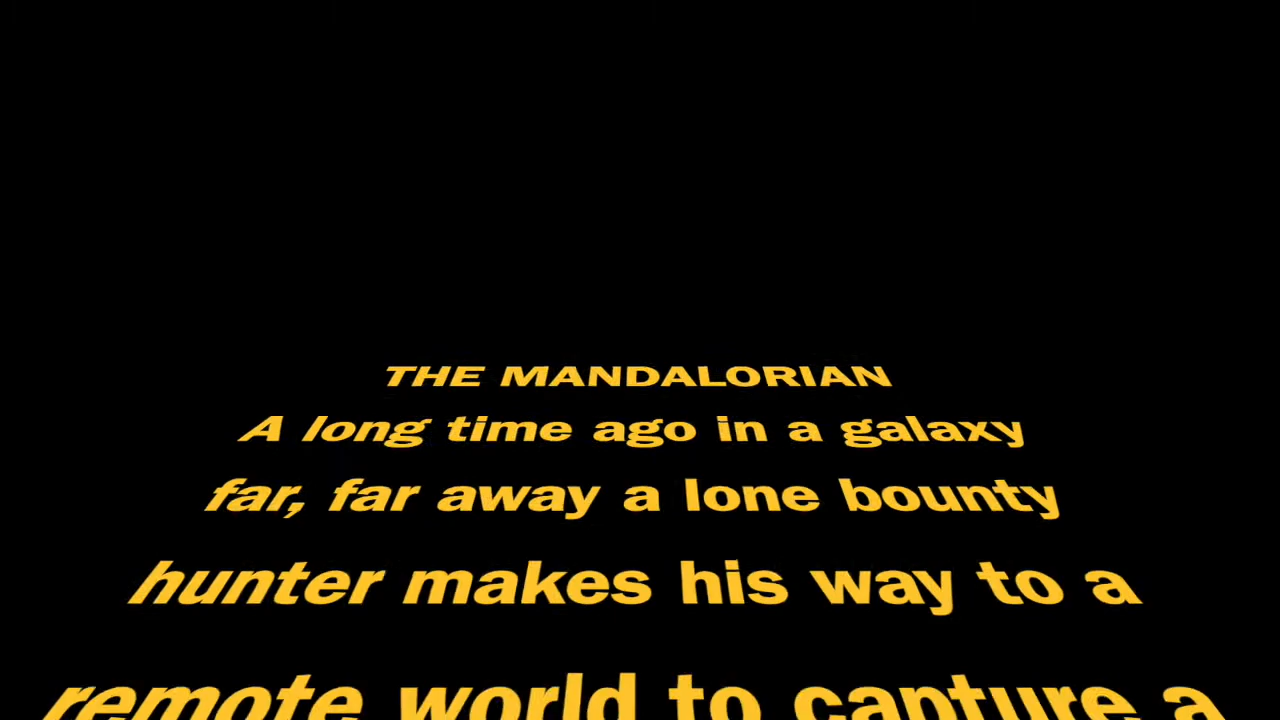 THE MANDALORIAN
A long time ago in a galaxy
far, far away a lone bounty
hunter makes his way to a
remote world to capture a